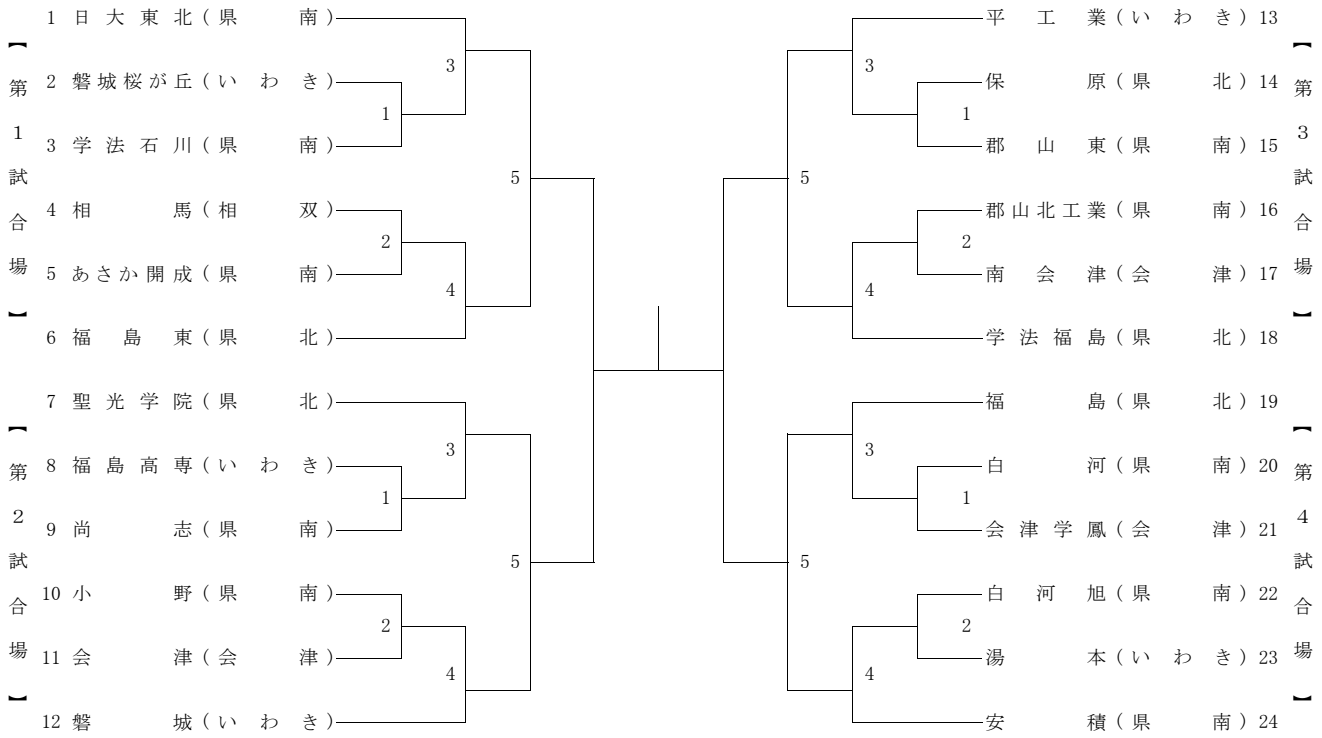 【第1試合場】
1 日大東北(県南)
2 磐城桜が丘(いわき)
3 学法石川(県南)
4 相馬(相双)
5 あさか開成(県南)
6 福島東(県北)
3
1
5
2
4
【第2試合場】
7 聖光学院(県北)
8 福島高専(いわき)
9 尚志(県南)
10 小野(県南)
11 会津(会津)
12 磐城(いわき)
3
1
5
2
4
【第3試合場】
平工業(いわき) 13
保原(県北) 14
郡山東(県南) 15
郡山北工業(県南) 16
南会津(会津) 17
学法福島(県北) 18
3
1
5
2
4
【第4試合場】
福島(県北) 19
白河(県南) 20
会津学鳳(会津) 21
白河旭(県南) 22
湯本(いわき) 23
安積(県南) 24
3
1
5
2
4